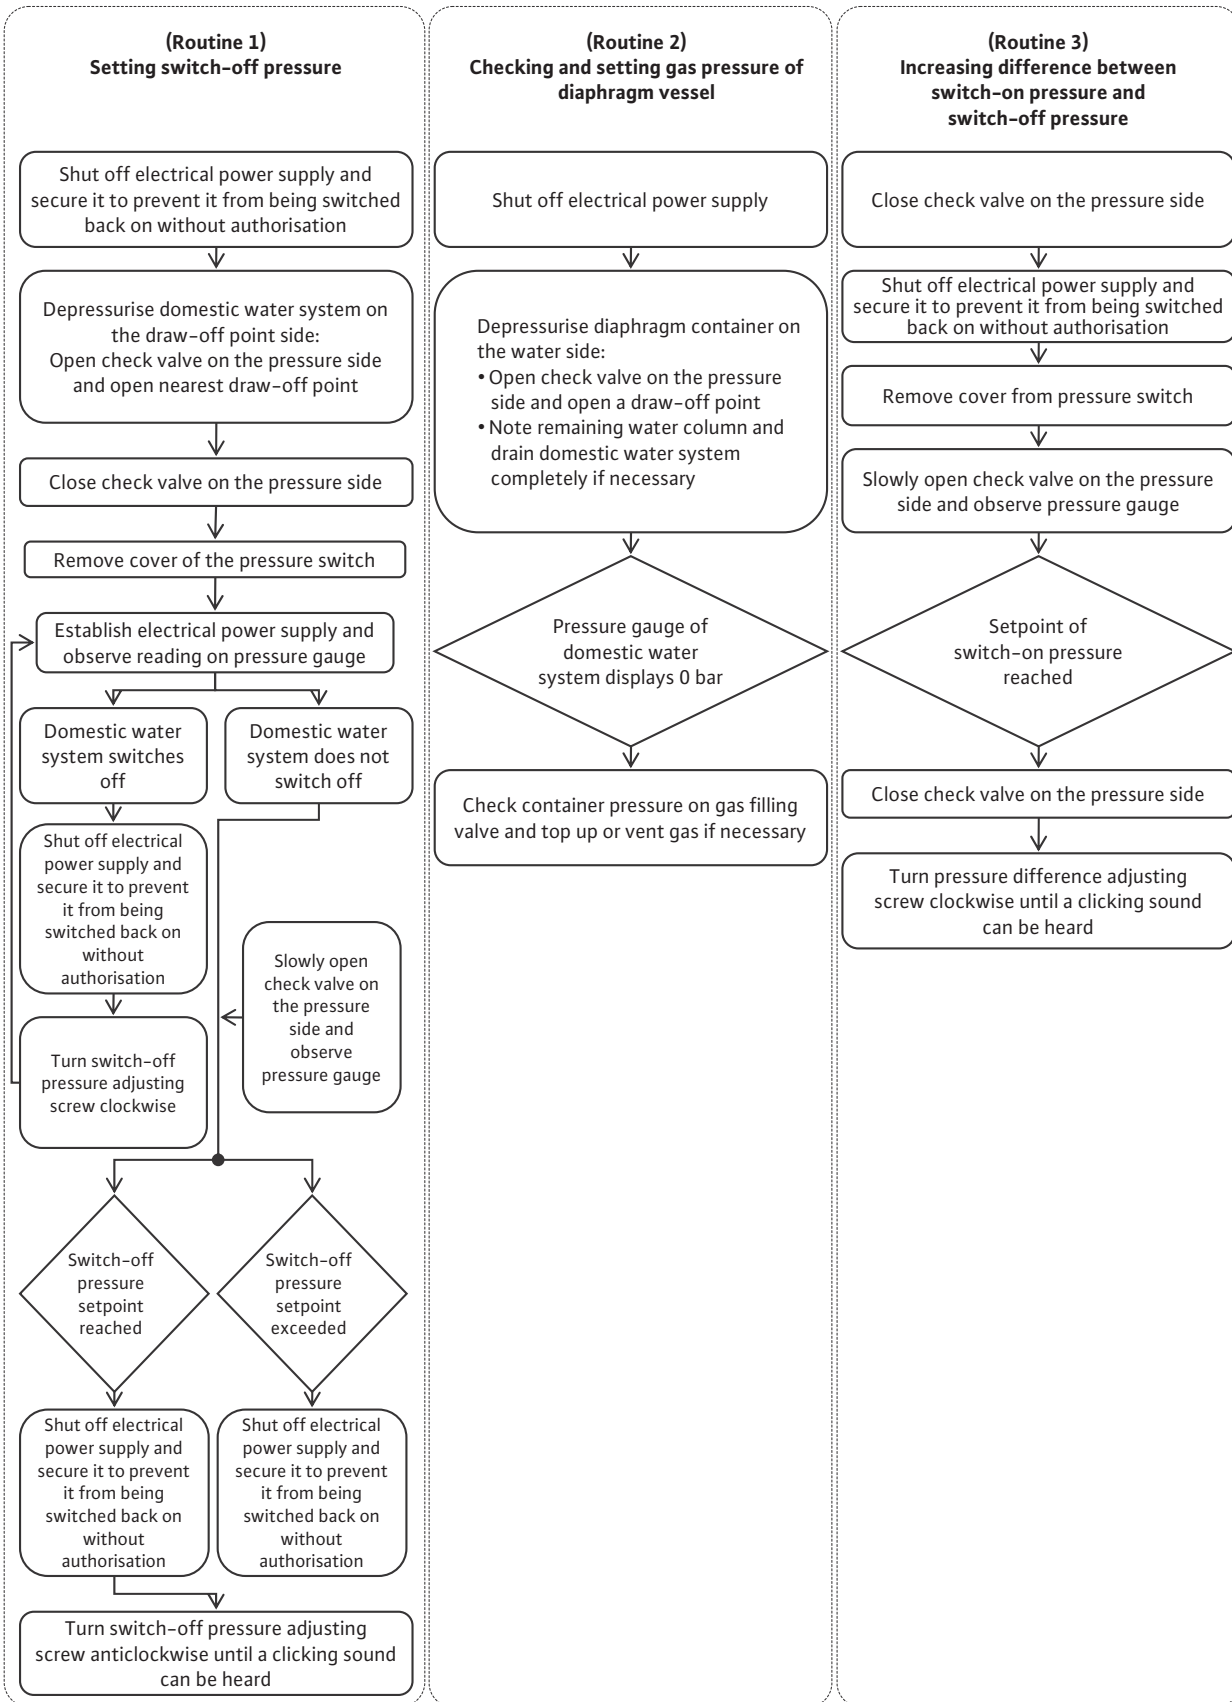 (Routine 1)
Setting switch-off pressure
Shut off electrical power supply and
secure it to prevent it from being switched
back on without authorisation
Depressurise domestic water system on
the draw-off point side:
Open check valve on the pressure side
and open nearest draw-off point
Close check valve on the pressure side
Remove cover of the pressure switch
Establish electrical power supply and
observe reading on pressure gauge
Domestic water
system switches
off
Domestic water
system does not
switch off
Shut off electrical
power supply and
secure it to prevent
it from being
switched back on
without
authorisation
Slowly open
check valve on
the pressure
side and
observe
pressure gauge
Turn switch-off
pressure adjusting
screw clockwise
Switch-off
pressure
setpoint
reached
Switch-off
pressure
setpoint
exceeded
Shut off electrical
power supply and
secure it to prevent
it from being
switched back on
without
authorisation
Shut off electrical
power supply and
secure it to prevent
it from being
switched back on
without
authorisation
Turn switch-off pressure adjusting
screw anticlockwise until a clicking sound
can be heard
(Routine 2)
Checking and setting gas pressure of
diaphragm vessel
Shut off electrical power supply
Depressurise diaphragm container on
the water side:
• Open check valve on the pressure
side and open a draw-off point
• Note remaining water column and
drain domestic water system
completely if necessary
Pressure gauge of
domestic water
system displays 0 bar
Check container pressure on gas filling
valve and top up or vent gas if necessary
(Routine 3)
Increasing difference between
switch-on pressure and
switch-off pressure
Close check valve on the pressure side
Shut off electrical power supply and
secure it to prevent it from being switched
back on without authorisation
Remove cover from pressure switch
Slowly open check valve on the pressure
side and observe pressure gauge
Setpoint of
switch-on pressure
reached
Close check valve on the pressure side
Turn pressure difference adjusting
screw clockwise until a clicking sound
can be heard